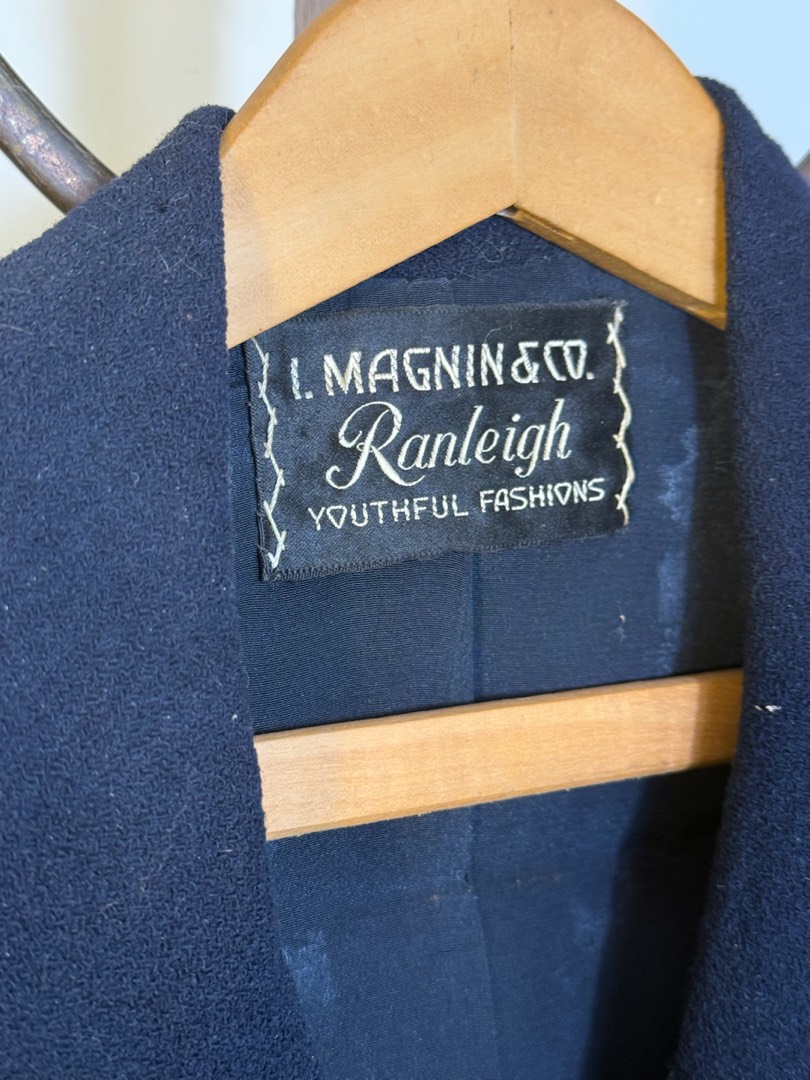 I. MAGNIN & CO.
Ranleigh
YOUTHFUL FASHIONS